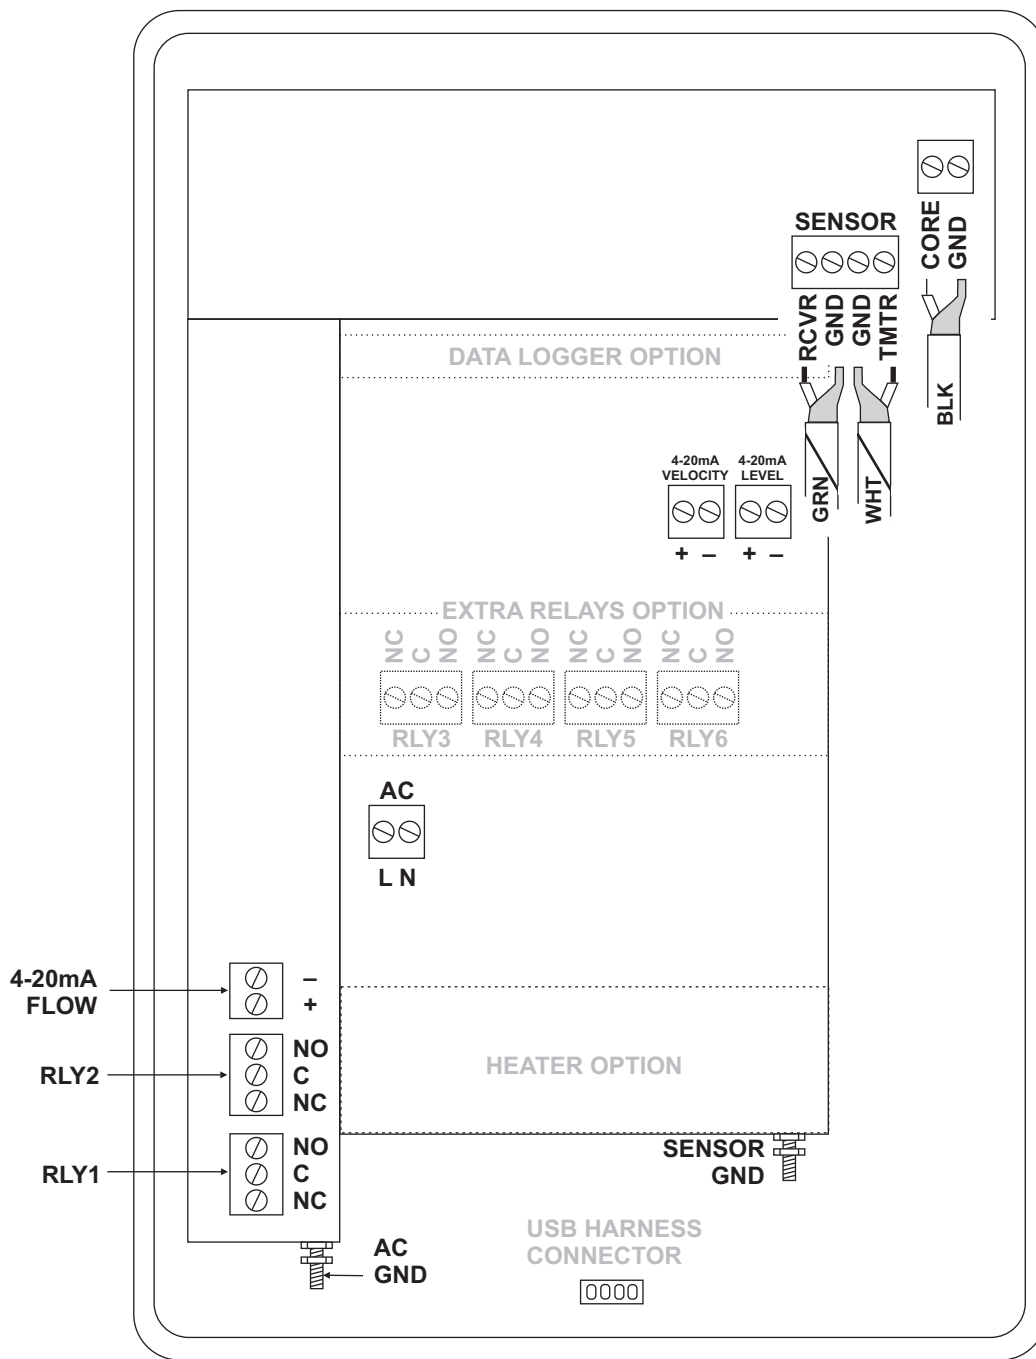 CORE
GND
SENSOR
RCVR
GND
GND
TMTR
DATA LOGGER OPTION
BLK
GRN
WHT
4-20mA
VELOCITY
4-20mA
LEVEL
+ –
+ –
EXTRA RELAYS OPTION
NC C NO
NC C NO
NC C NO
NC C NO
RLY3
RLY4
RLY5
RLY6
AC
L N
4-20mA
FLOW
–
+
RLY2
NO
C
NC
HEATER OPTION
RLY1
NO
C
NC
SENSOR
GND
AC
GND
USB HARNESS
CONNECTOR